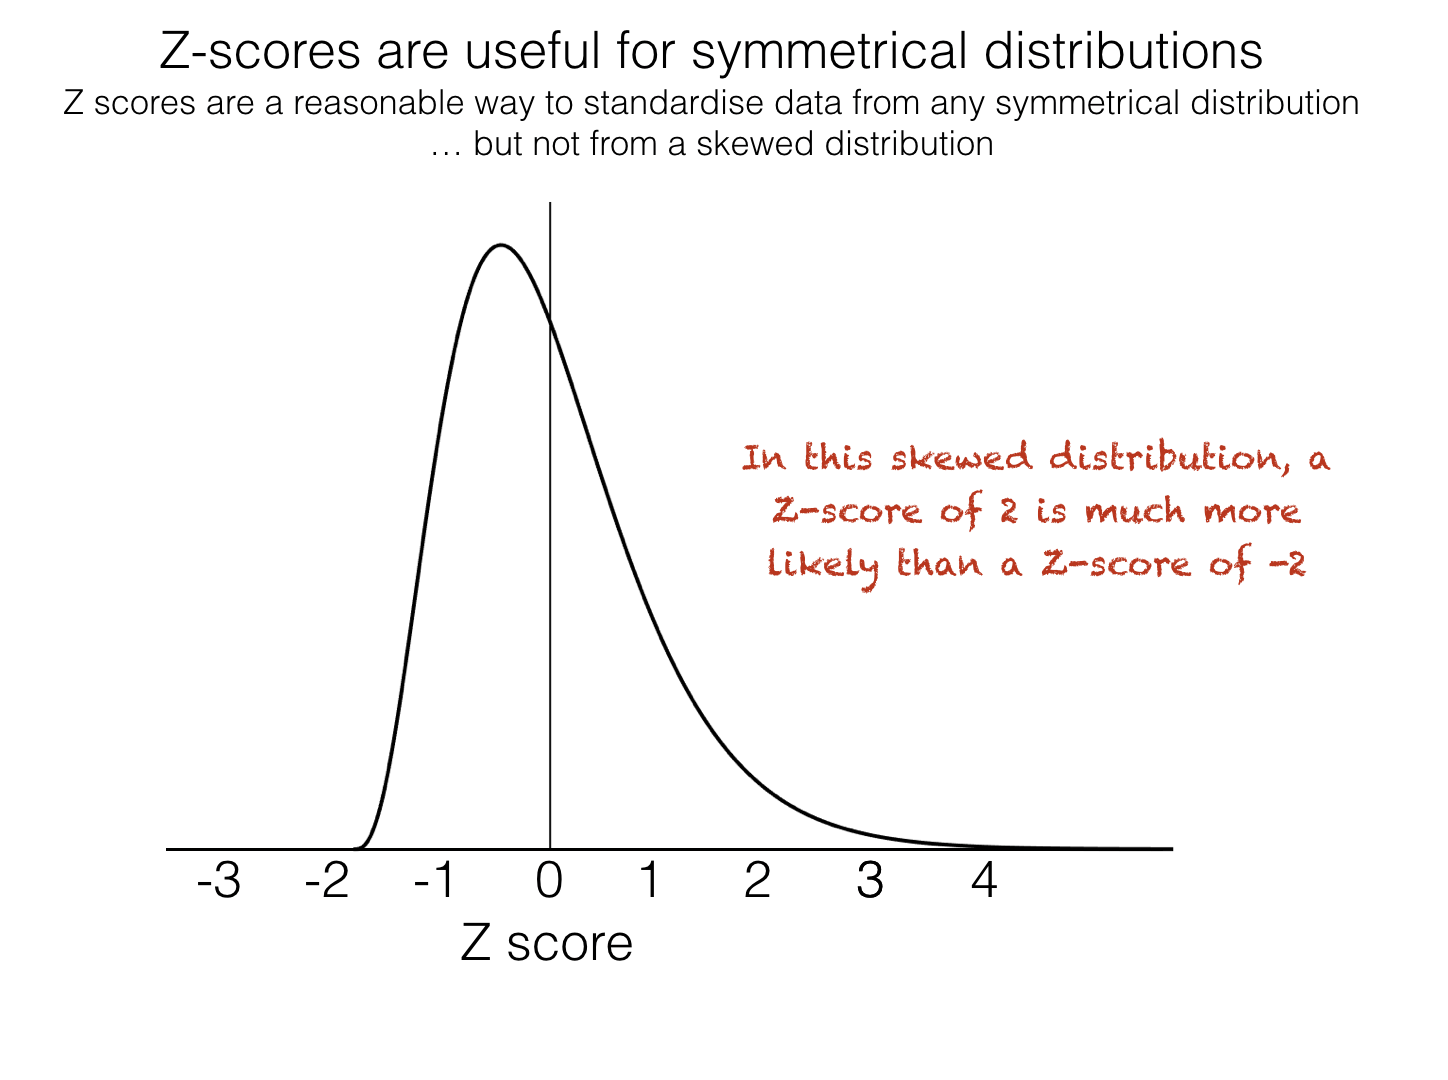 Z-scores are useful for symmetrical distributions
Z scores are a reasonable way to standardise data from any symmetrical distribution
… but not from a skewed distribution
In this skewed distribution, a
Z-score of 2 is much more
likely than a Z-score of -2
-3 -2 -1 0 1 2 3 4
Z score